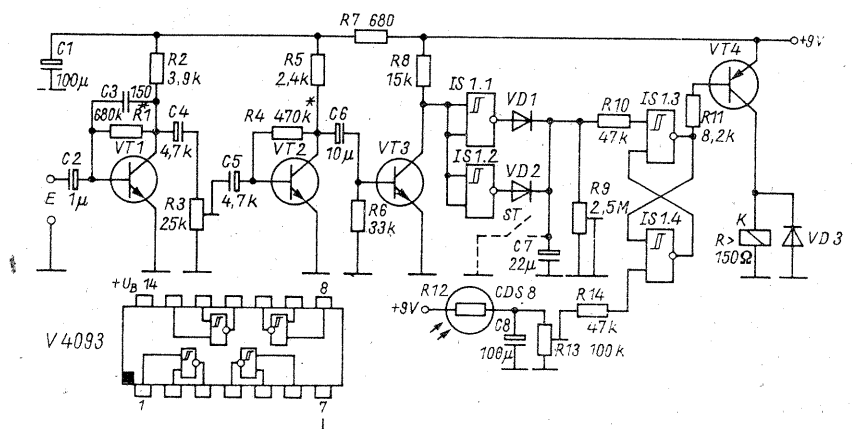 R7 680
+9V
C1
100µ
R2
3,9k
R5
2,4k
R8
15k
VT4
C3 150
680k R1 *
C4
4,7k
R4 470k *
C6
10µ
IS 1.1
VD1
R10
47k
IS 1.3
R11
8,2k
VT1
VT2
VT3
IS 1.2
VD2
C2
1µ
E
R3
25k
C5
4,7k
R6
33k
ST
R9
2,5M
IS 1.4
C7
22µ
K
R>
150Ω
VD3
+U_B 14
8
+9V
R12
CDS 8
C8
100µ
R14
47k
R13 100k
V 4093
1
7